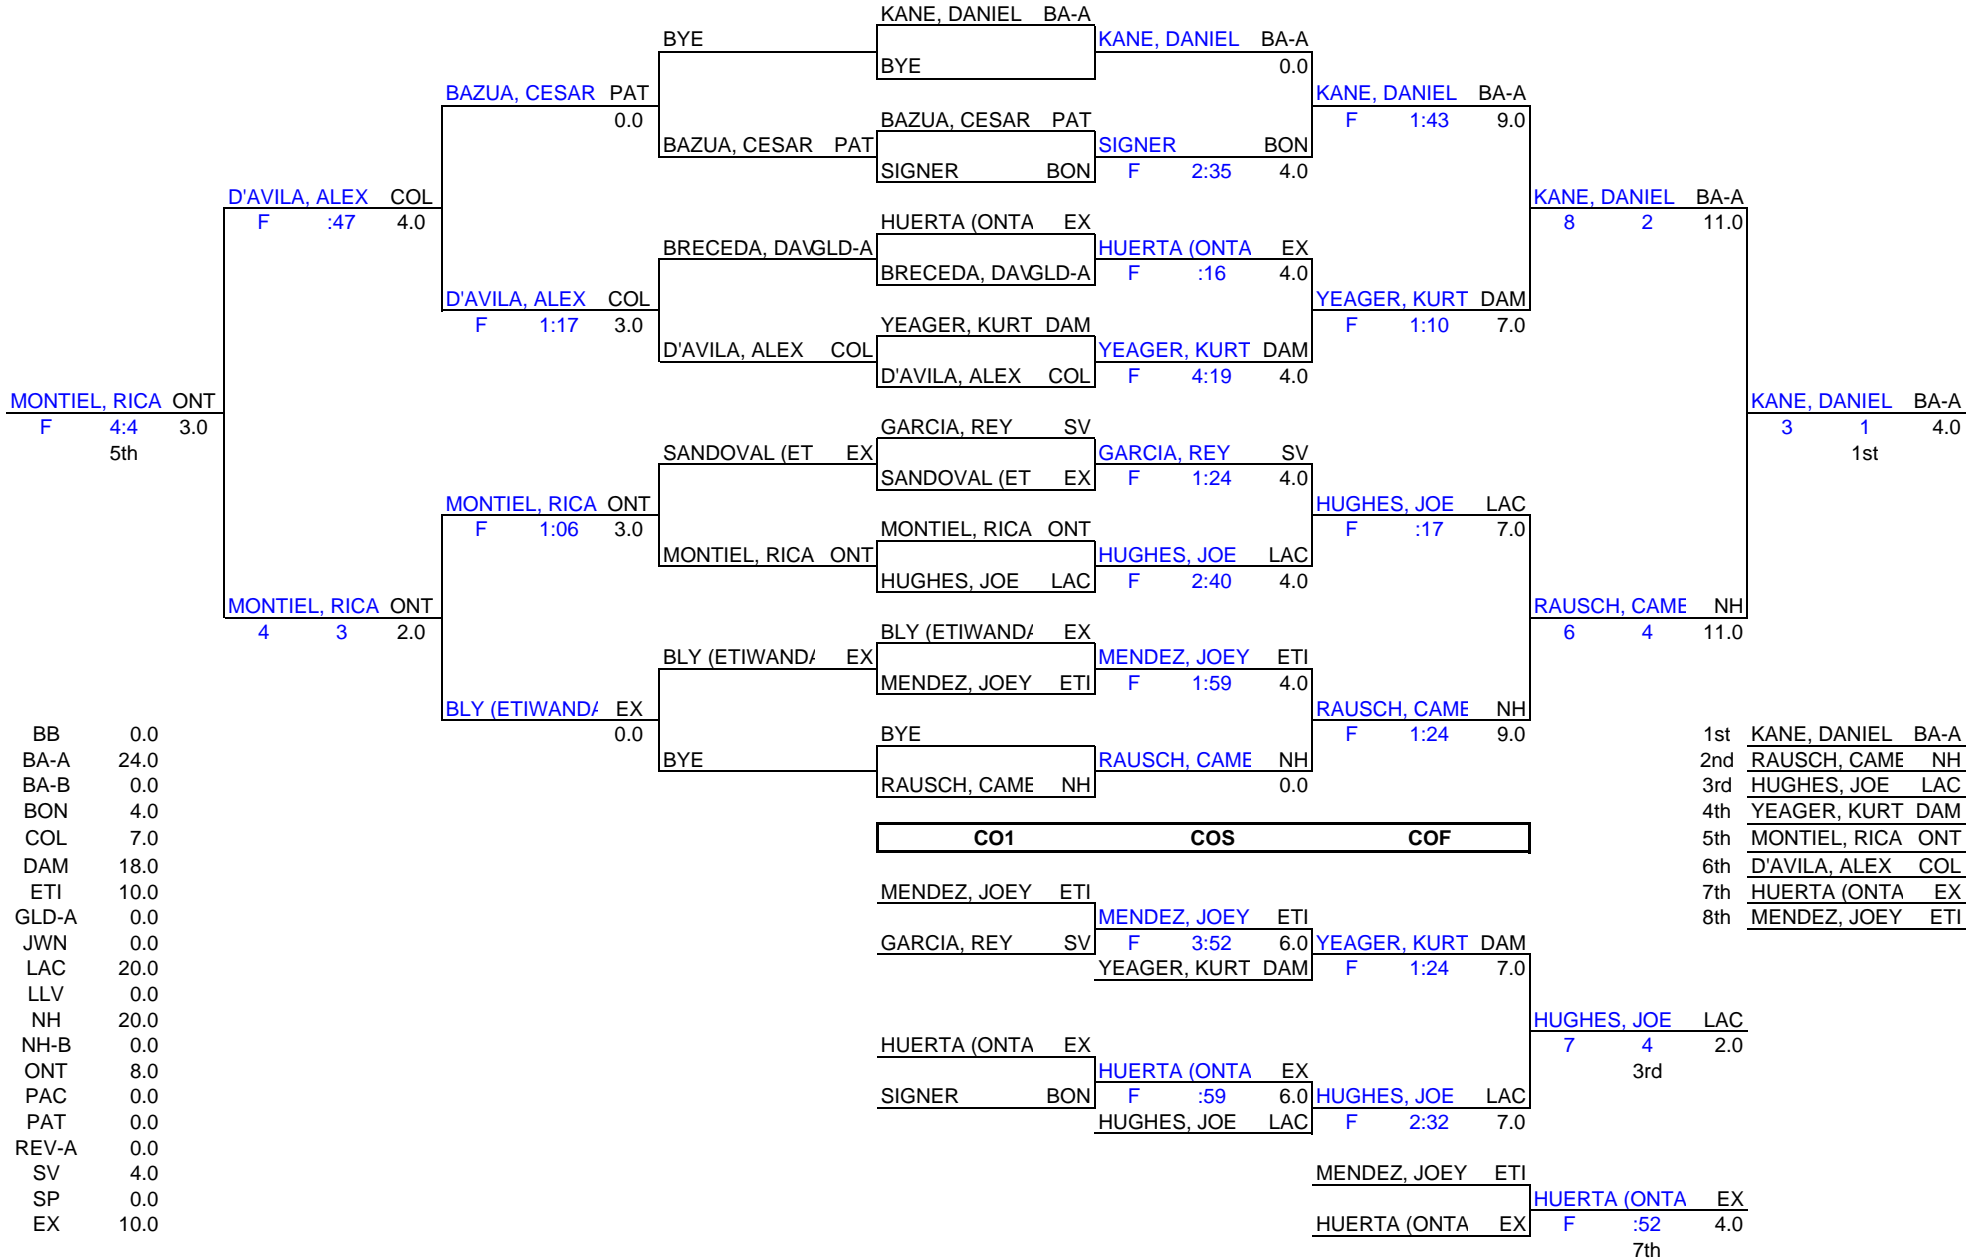 KANE, DANIEL BA-A
BYE KANE, DANIEL BA-A
BYE 0.0
BAZUA, CESAR PAT KANE, DANIEL BA-A
0.0 BAZUA, CESAR PAT F 1:43 9.0
BAZUA, CESAR PAT SIGNER BON
SIGNER BON F 2:35 4.0
D'AVILA, ALEX COL KANE, DANIEL BA-A
F :47 4.0 HUERTA (ONTA EX 8 2 11.0
BRECEDA, DAV GLD-A HUERTA (ONTA EX
BRECEDA, DAV GLD-A F :16 4.0
D'AVILA, ALEX COL YEAGER, KURT DAM
F 1:17 3.0 YEAGER, KURT DAM F 1:10 7.0
D'AVILA, ALEX COL YEAGER, KURT DAM
D'AVILA, ALEX COL F 4:19 4.0
MONTIEL, RICA ONT KANE, DANIEL BA-A
F 4:4 3.0 GARCIA, REY SV 3 1 4.0
5th SANDOVAL (ET EX GARCIA, REY SV 1st
SANDOVAL (ET EX F 1:24 4.0
MONTIEL, RICA ONT HUGHES, JOE LAC
F 1:06 3.0 MONTIEL, RICA ONT F :17 7.0
MONTIEL, RICA ONT HUGHES, JOE LAC
HUGHES, JOE LAC F 2:40 4.0
MONTIEL, RICA ONT RAUSCH, CAME NH
4 3 2.0 BLY (ETIWANDA EX 6 4 11.0
BLY (ETIWANDA EX MENDEZ, JOEY ETI
MENDEZ, JOEY ETI F 1:59 4.0
BLY (ETIWANDA EX RAUSCH, CAME NH
BB 0.0 0.0 BYE F 1:24 9.0 1st KANE, DANIEL BA-A
BA-A 24.0 BYE RAUSCH, CAME NH 2nd RAUSCH, CAME NH
BA-B 0.0 RAUSCH, CAME NH 0.0 3rd HUGHES, JOE LAC
BON 4.0 4th YEAGER, KURT DAM
COL 7.0 CO1 COS COF 5th MONTIEL, RICA ONT
DAM 18.0 6th D'AVILA, ALEX COL
ETI 10.0 MENDEZ, JOEY ETI 7th HUERTA (ONTA EX
GLD-A 0.0 MENDEZ, JOEY ETI 8th MENDEZ, JOEY ETI
JWN 0.0 GARCIA, REY SV F 3:52 6.0 YEAGER, KURT DAM
LAC 20.0 YEAGER, KURT DAM F 1:24 7.0
LLV 0.0
NH 20.0 HUGHES, JOE LAC
NH-B 0.0 HUERTA (ONTA EX 7 4 2.0
ONT 8.0 HUERTA (ONTA EX 3rd
PAC 0.0 SIGNER BON F :59 6.0 HUGHES, JOE LAC
PAT 0.0 HUGHES, JOE LAC F 2:32 7.0
REV-A 0.0
SV 4.0 MENDEZ, JOEY ETI
SP 0.0 HUERTA (ONTA EX
EX 10.0 HUERTA (ONTA EX F :52 4.0
7th